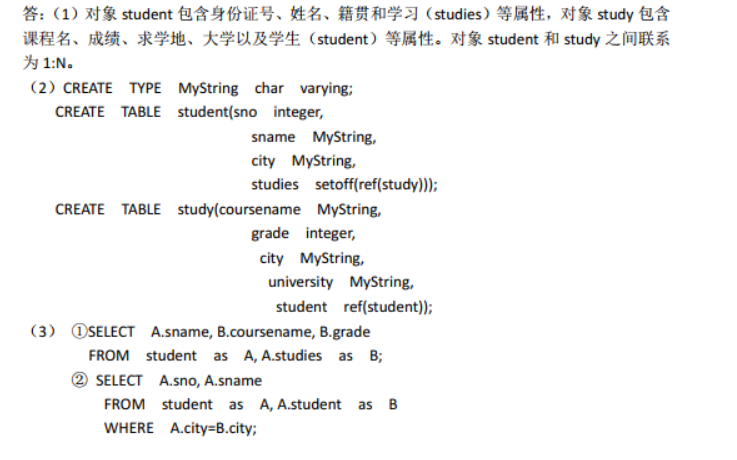 答：（1）对象 student 包含身份证号、姓名、籍贯和学习（studies）等属性，对象 study 包含
课程名、成绩、求学地、大学以及学生（student）等属性。对象 student 和 study 之间联系
为 1:N。
（2）CREATE TYPE MyString char varying;
CREATE TABLE student(sno integer,
sname MyString,
city MyString,
studies setoff(ref(study)));
CREATE TABLE study(coursename MyString,
grade integer,
city MyString,
university MyString,
student ref(student));
（3） ①SELECT A.sname, B.coursename, B.grade
FROM student as A, A.studies as B;
② SELECT A.sno, A.sname
FROM student as A, A.student as B
WHERE A.city=B.city;